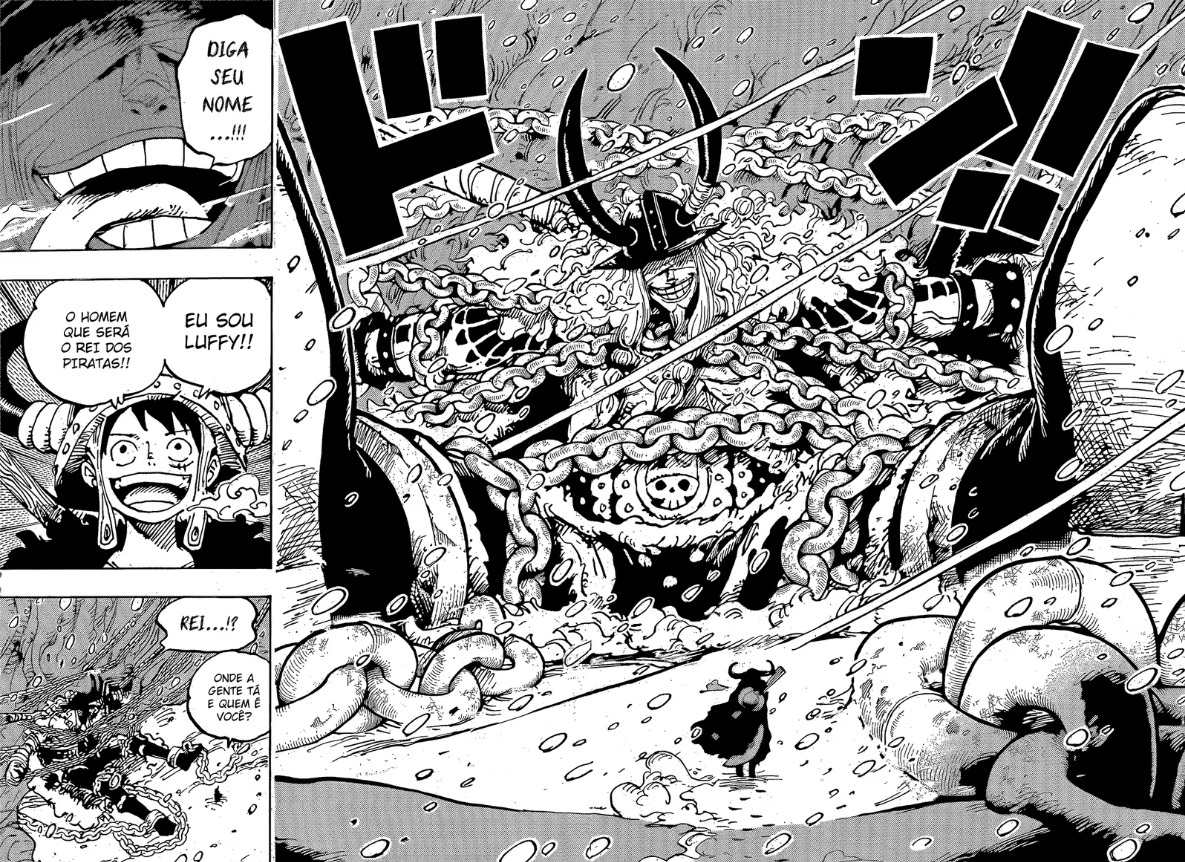 ドン!!
DIGA
SEU
NOME
...!!!
EU SOU
LUFFY!!
O HOMEM
QUE SERÁ
O REI DOS
PIRATAS!!
REI...!?
ONDE A
GENTE TÁ
E QUEM É
VOCÊ?